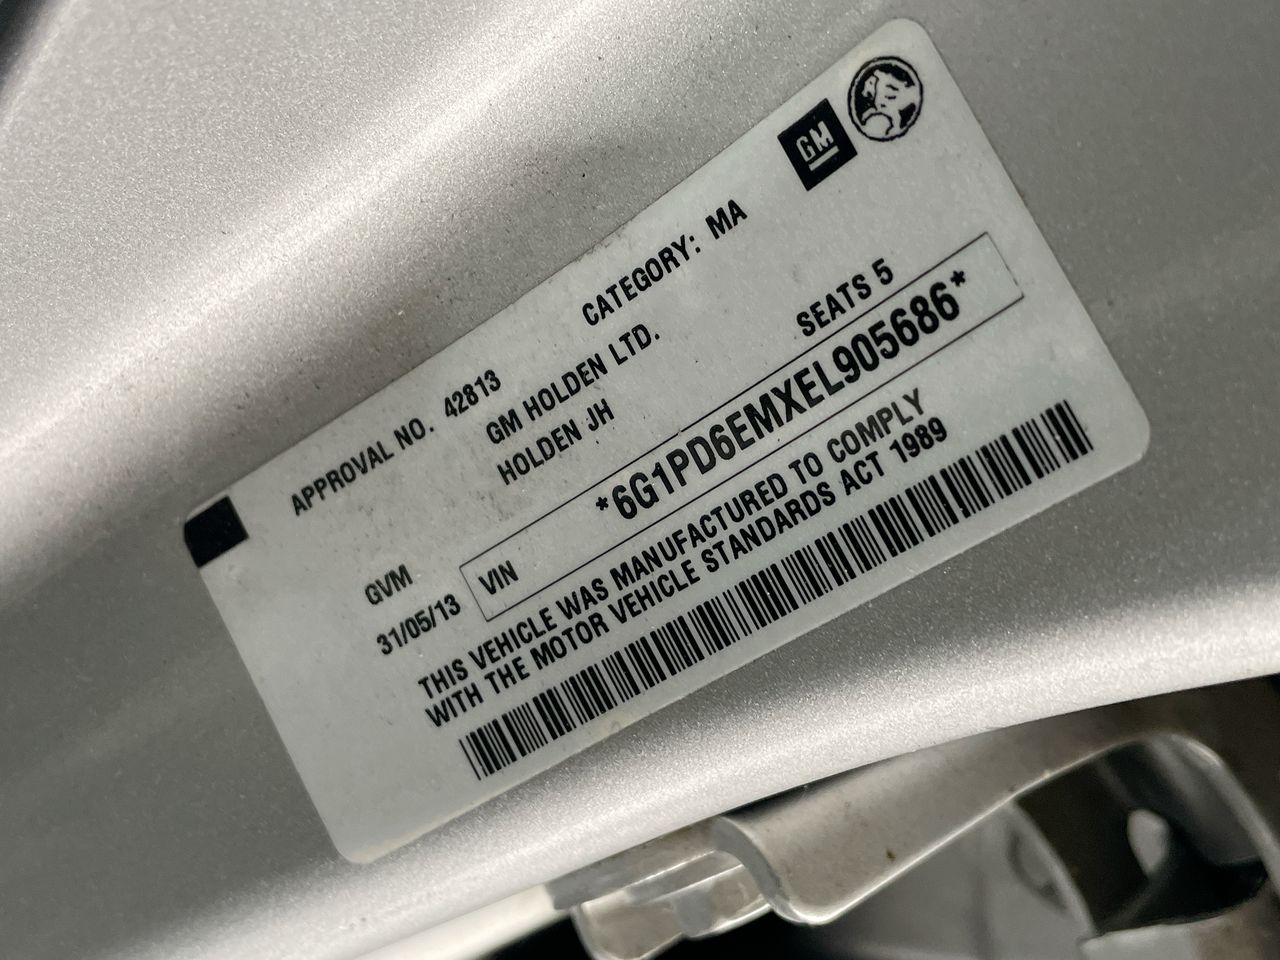 GM
APPROVAL NO. 42813 CATEGORY: MA
GM HOLDEN LTD.
HOLDEN JH
GVM SEATS 5
31/05/13 VIN *6G1PD6EMXEL905686*
THIS VEHICLE WAS MANUFACTURED TO COMPLY
WITH THE MOTOR VEHICLE STANDARDS ACT 1989